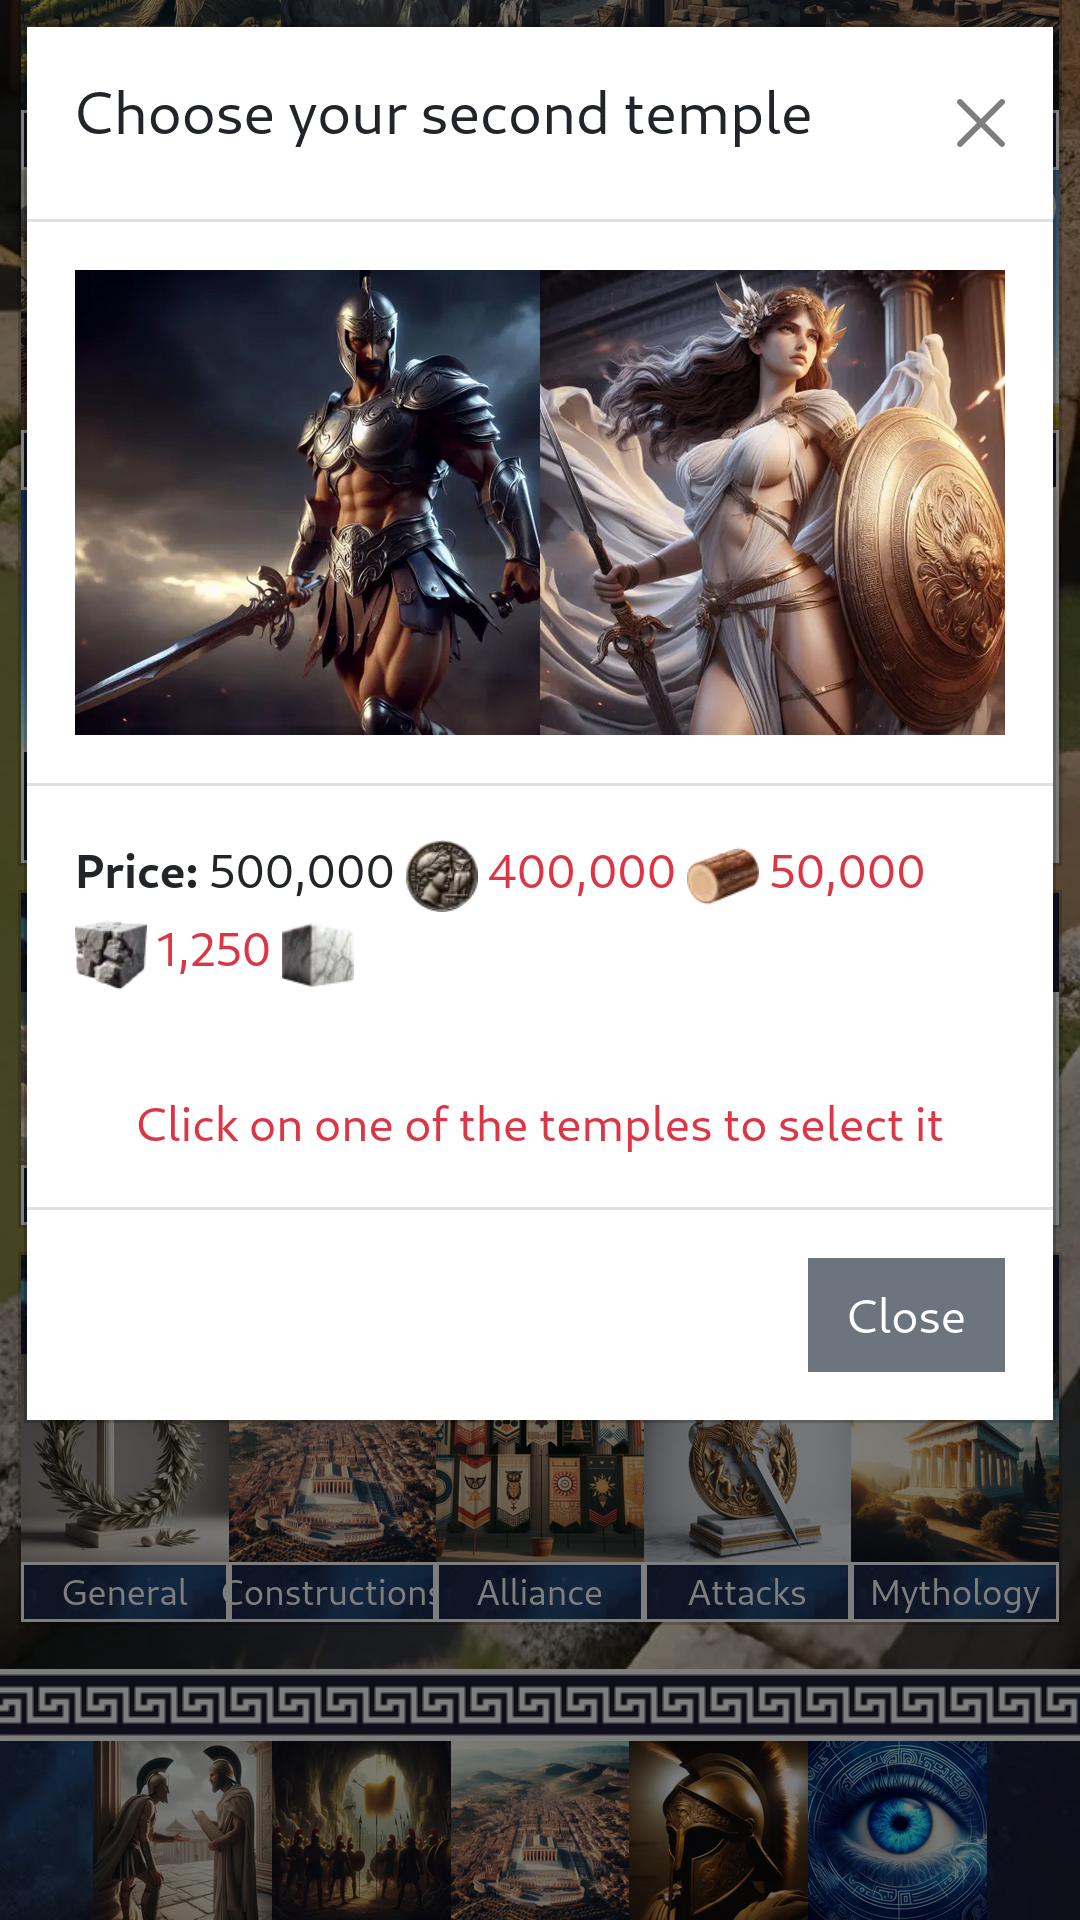 Choose your second temple
Price: 500,000 400,000 50,000
1,250
Click on one of the temples to select it
Close
General Constructions Alliance Attacks Mythology